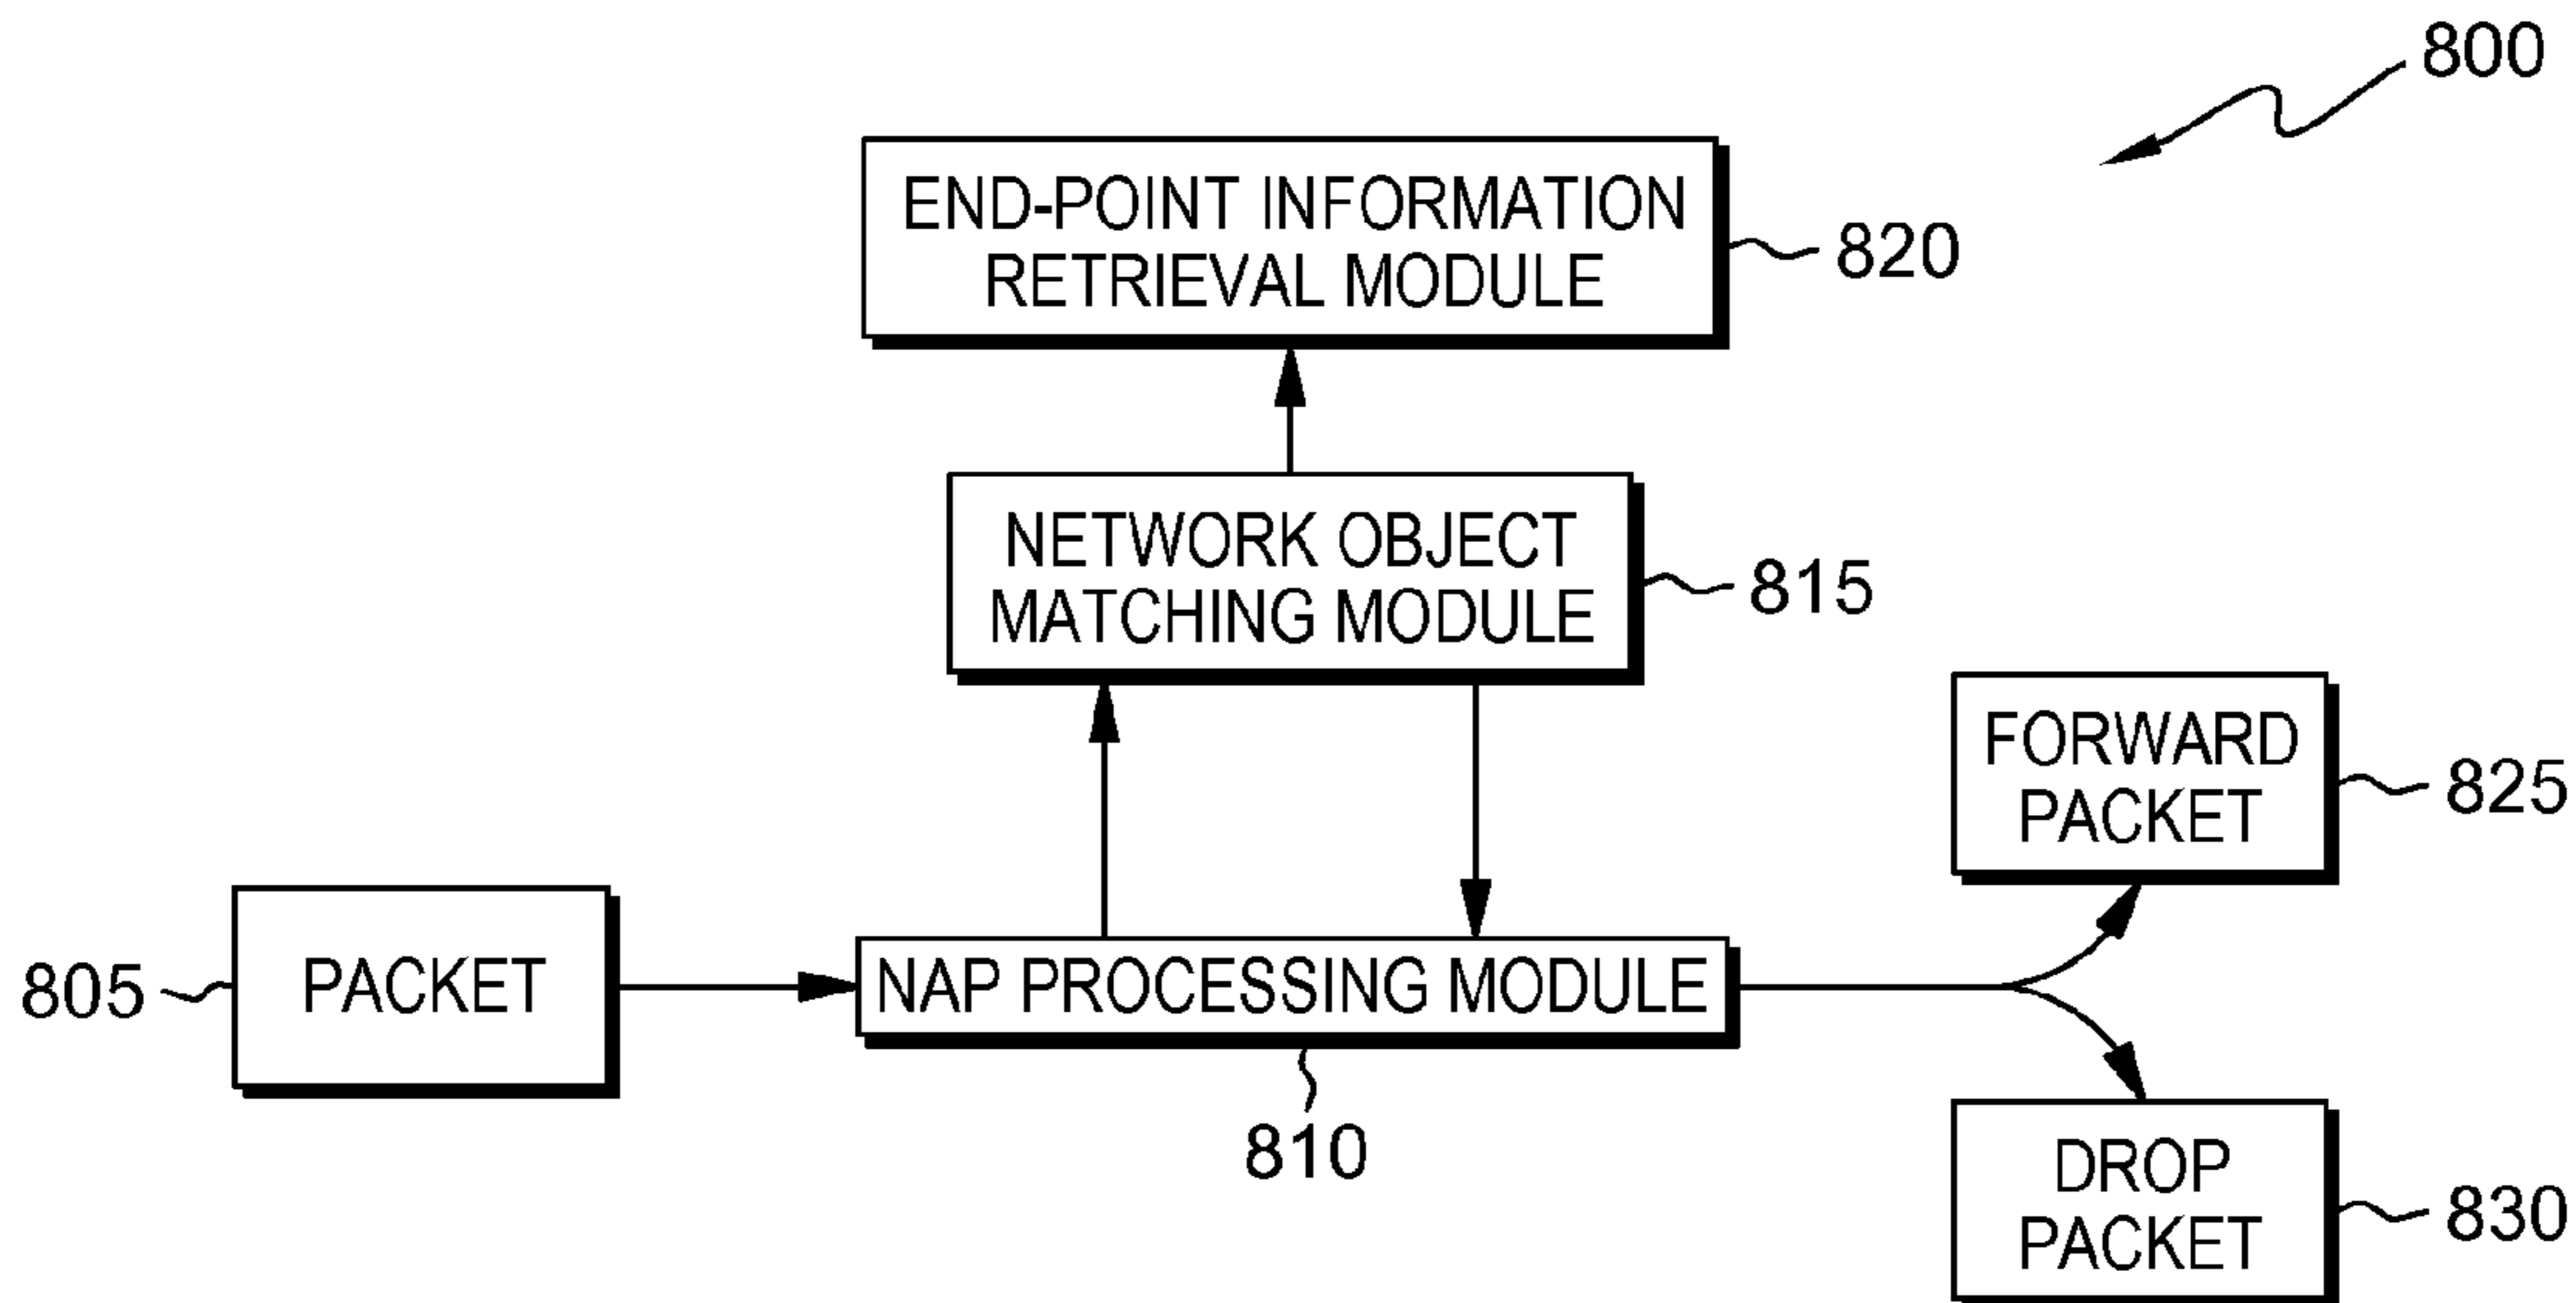 800
END-POINT INFORMATION
RETRIEVAL MODULE
820
NETWORK OBJECT
MATCHING MODULE
815
FORWARD
PACKET
825
805
PACKET
NAP PROCESSING MODULE
810
DROP
PACKET
830